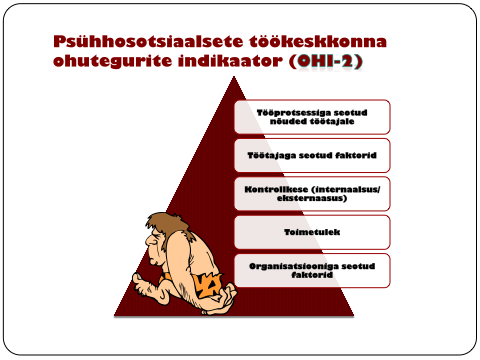 Psühhosotsiaalsete töökeskkonna
ohutegurite indikaator (OHI-2)
Tööprotsessiga seotud
nõuded töötajale
Töötajaga seotud faktorid
Kontrollkese (internaalsus/
eksternaasus)
Toimetulek
Organisatsiooniga seotud
faktorid